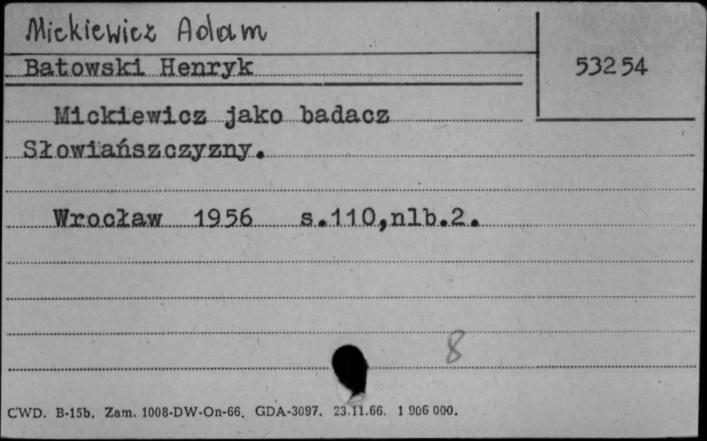 Mickiewicz Adam
Batowski Henryk
53254
Mickiewicz jako badacz
Słowiańszczyzny.
Wrocław 1956 s.110,nlb.2.
8
CWD. B-15b. Zam. 1008-DW-On-66. GDA-3097. 23.11.66. 1 906 000.